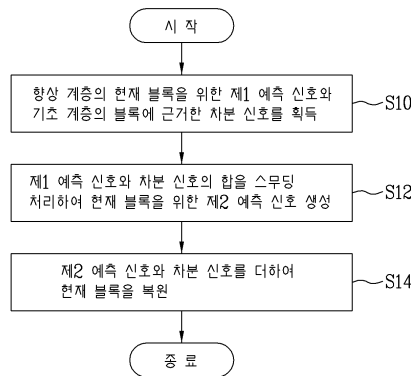 시 작
향상 계층의 현재 블록을 위한 제1 예측 신호와
기초 계층의 블록에 근거한 차분 신호를 획득
S10
제1 예측 신호와 차분 신호의 합을 스무딩
처리하여 현재 블록을 위한 제2 예측 신호 생성
S12
제2 예측 신호와 차분 신호를 더하여
현재 블록을 복원
S14
종 료